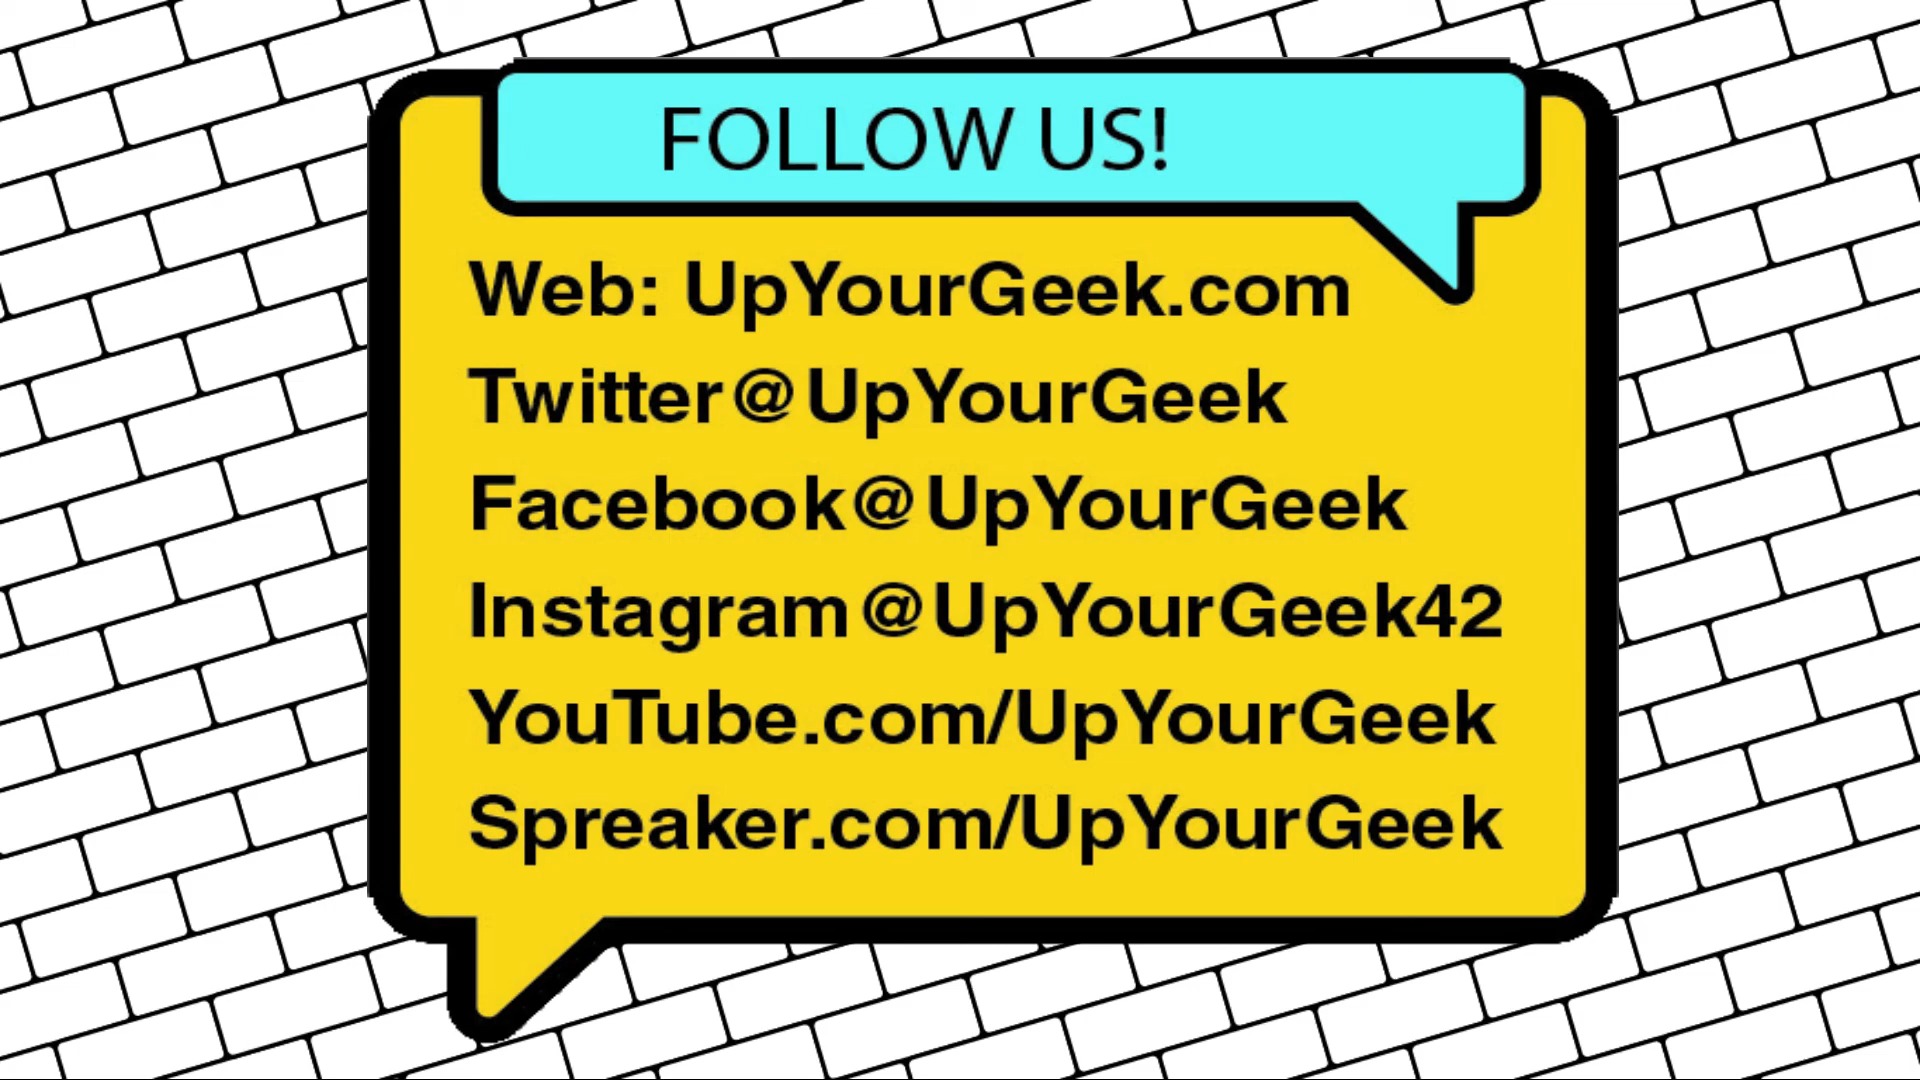 FOLLOW US!
Web: UpYourGeek.com
Twitter@UpYourGeek
Facebook@UpYourGeek
Instagram@UpYourGeek42
YouTube.com/UpYourGeek
Spreaker.com/UpYourGeek